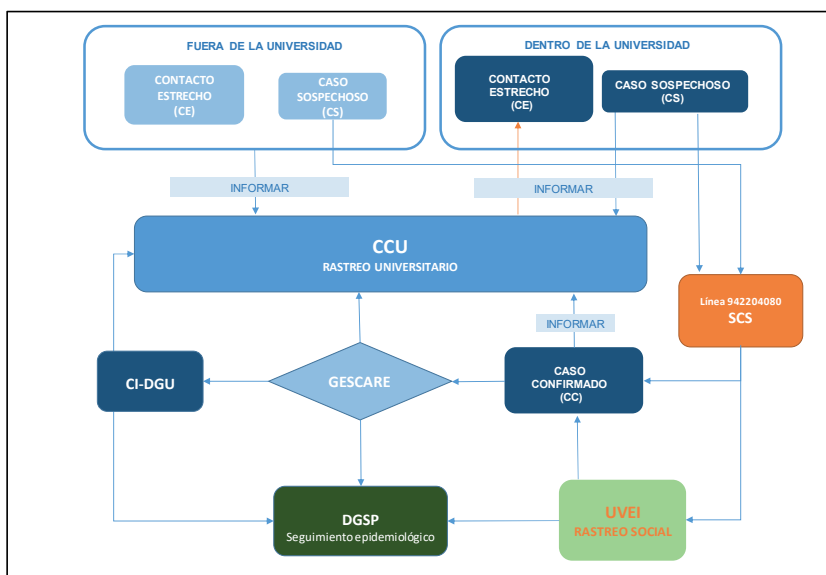 FUERA DE LA UNIVERSIDAD
CONTACTO
ESTRECHO
(CE)
CASO
SOSPECHOSO
(CS)
DENTRO DE LA UNIVERSIDAD
CONTACTO
ESTRECHO
(CE)
CASO SOSPECHOSO
(CS)
INFORMAR
INFORMAR
CCU
RASTREO UNIVERSITARIO
Línea 942204080
SCS
INFORMAR
CI-DGU
GESCARE
CASO
CONFIRMADO
(CC)
DGSP
Seguimiento epidemiológico
UVEI
RASTREO SOCIAL